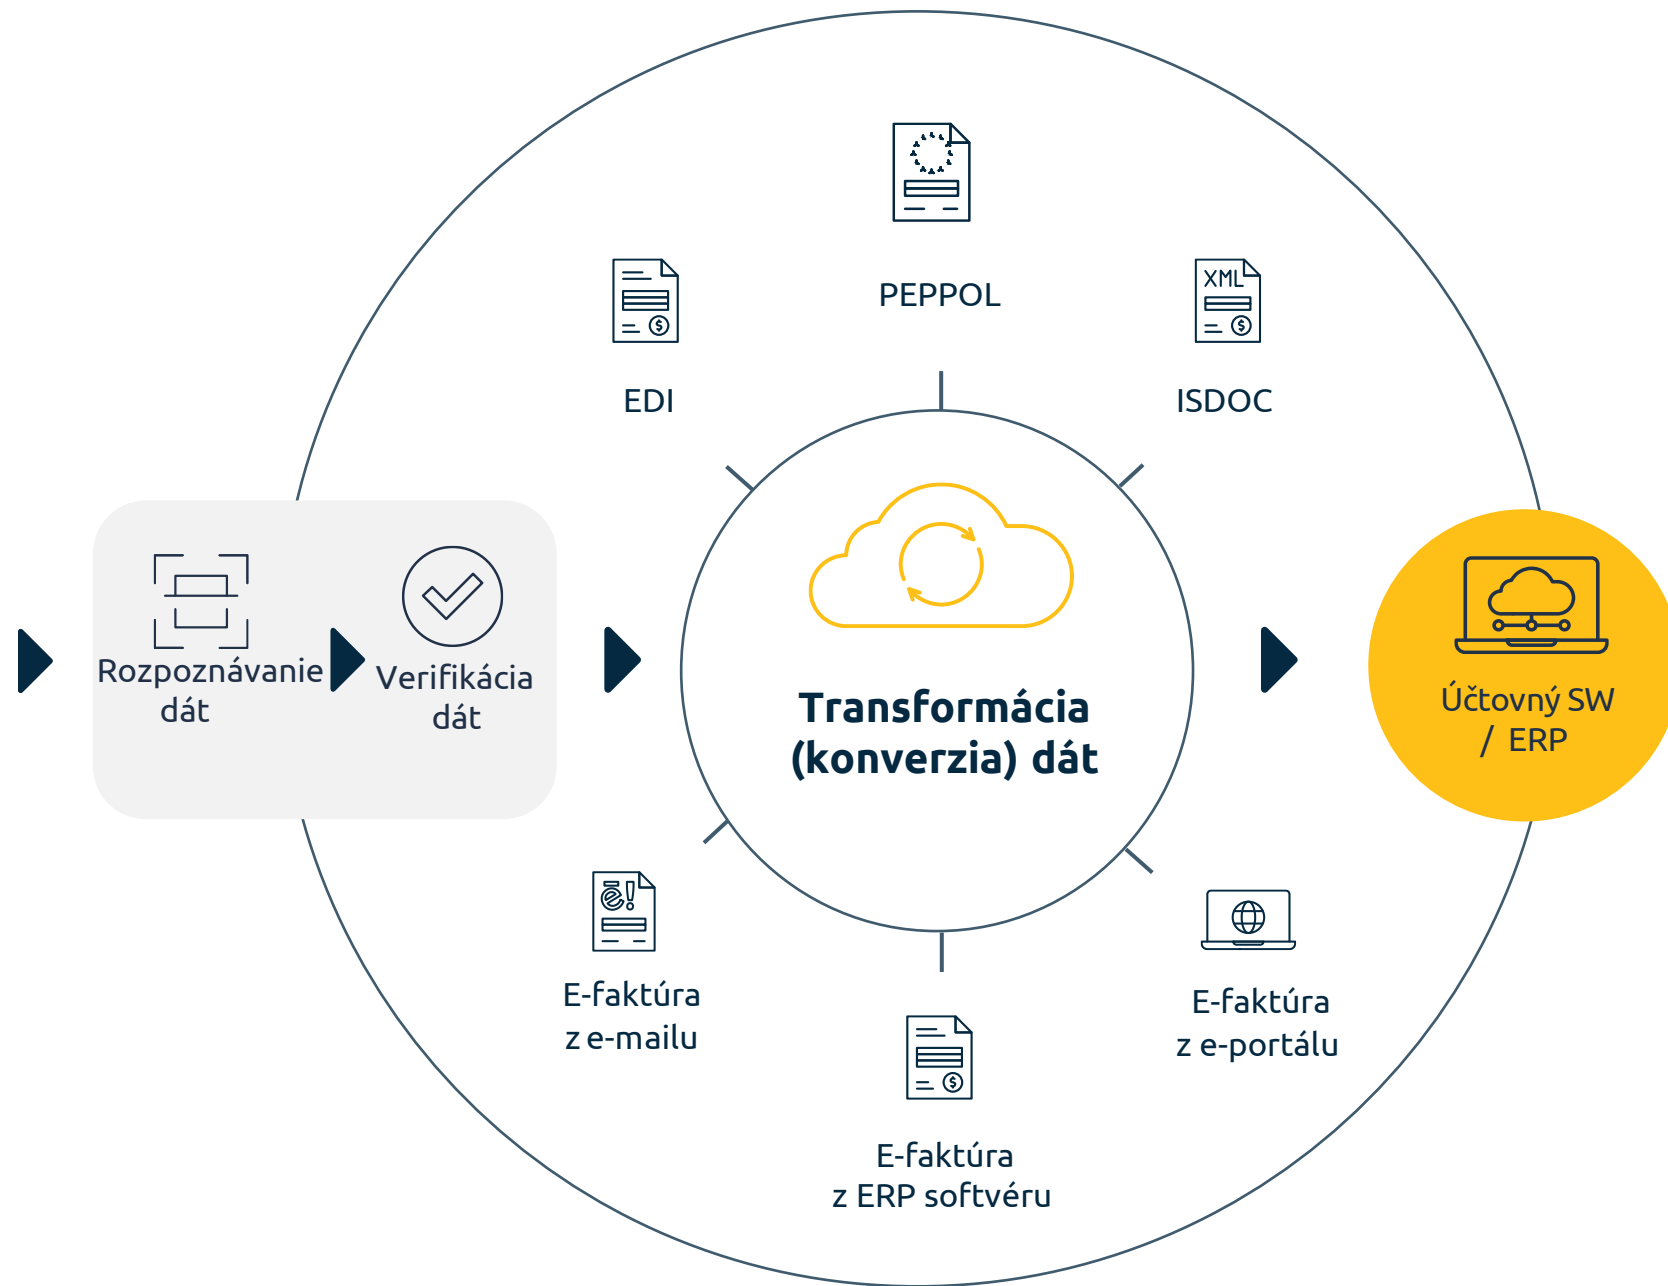 PEPPOL
XML
EDI
ISDOC
Rozpoznávanie
dát
Verifikácia
dát
Transformácia
(konverzia) dát
Účtovný SW
/ ERP
ē!
E-faktúra
z e-mailu
E-faktúra
z e-portálu
E-faktúra
z ERP softvéru